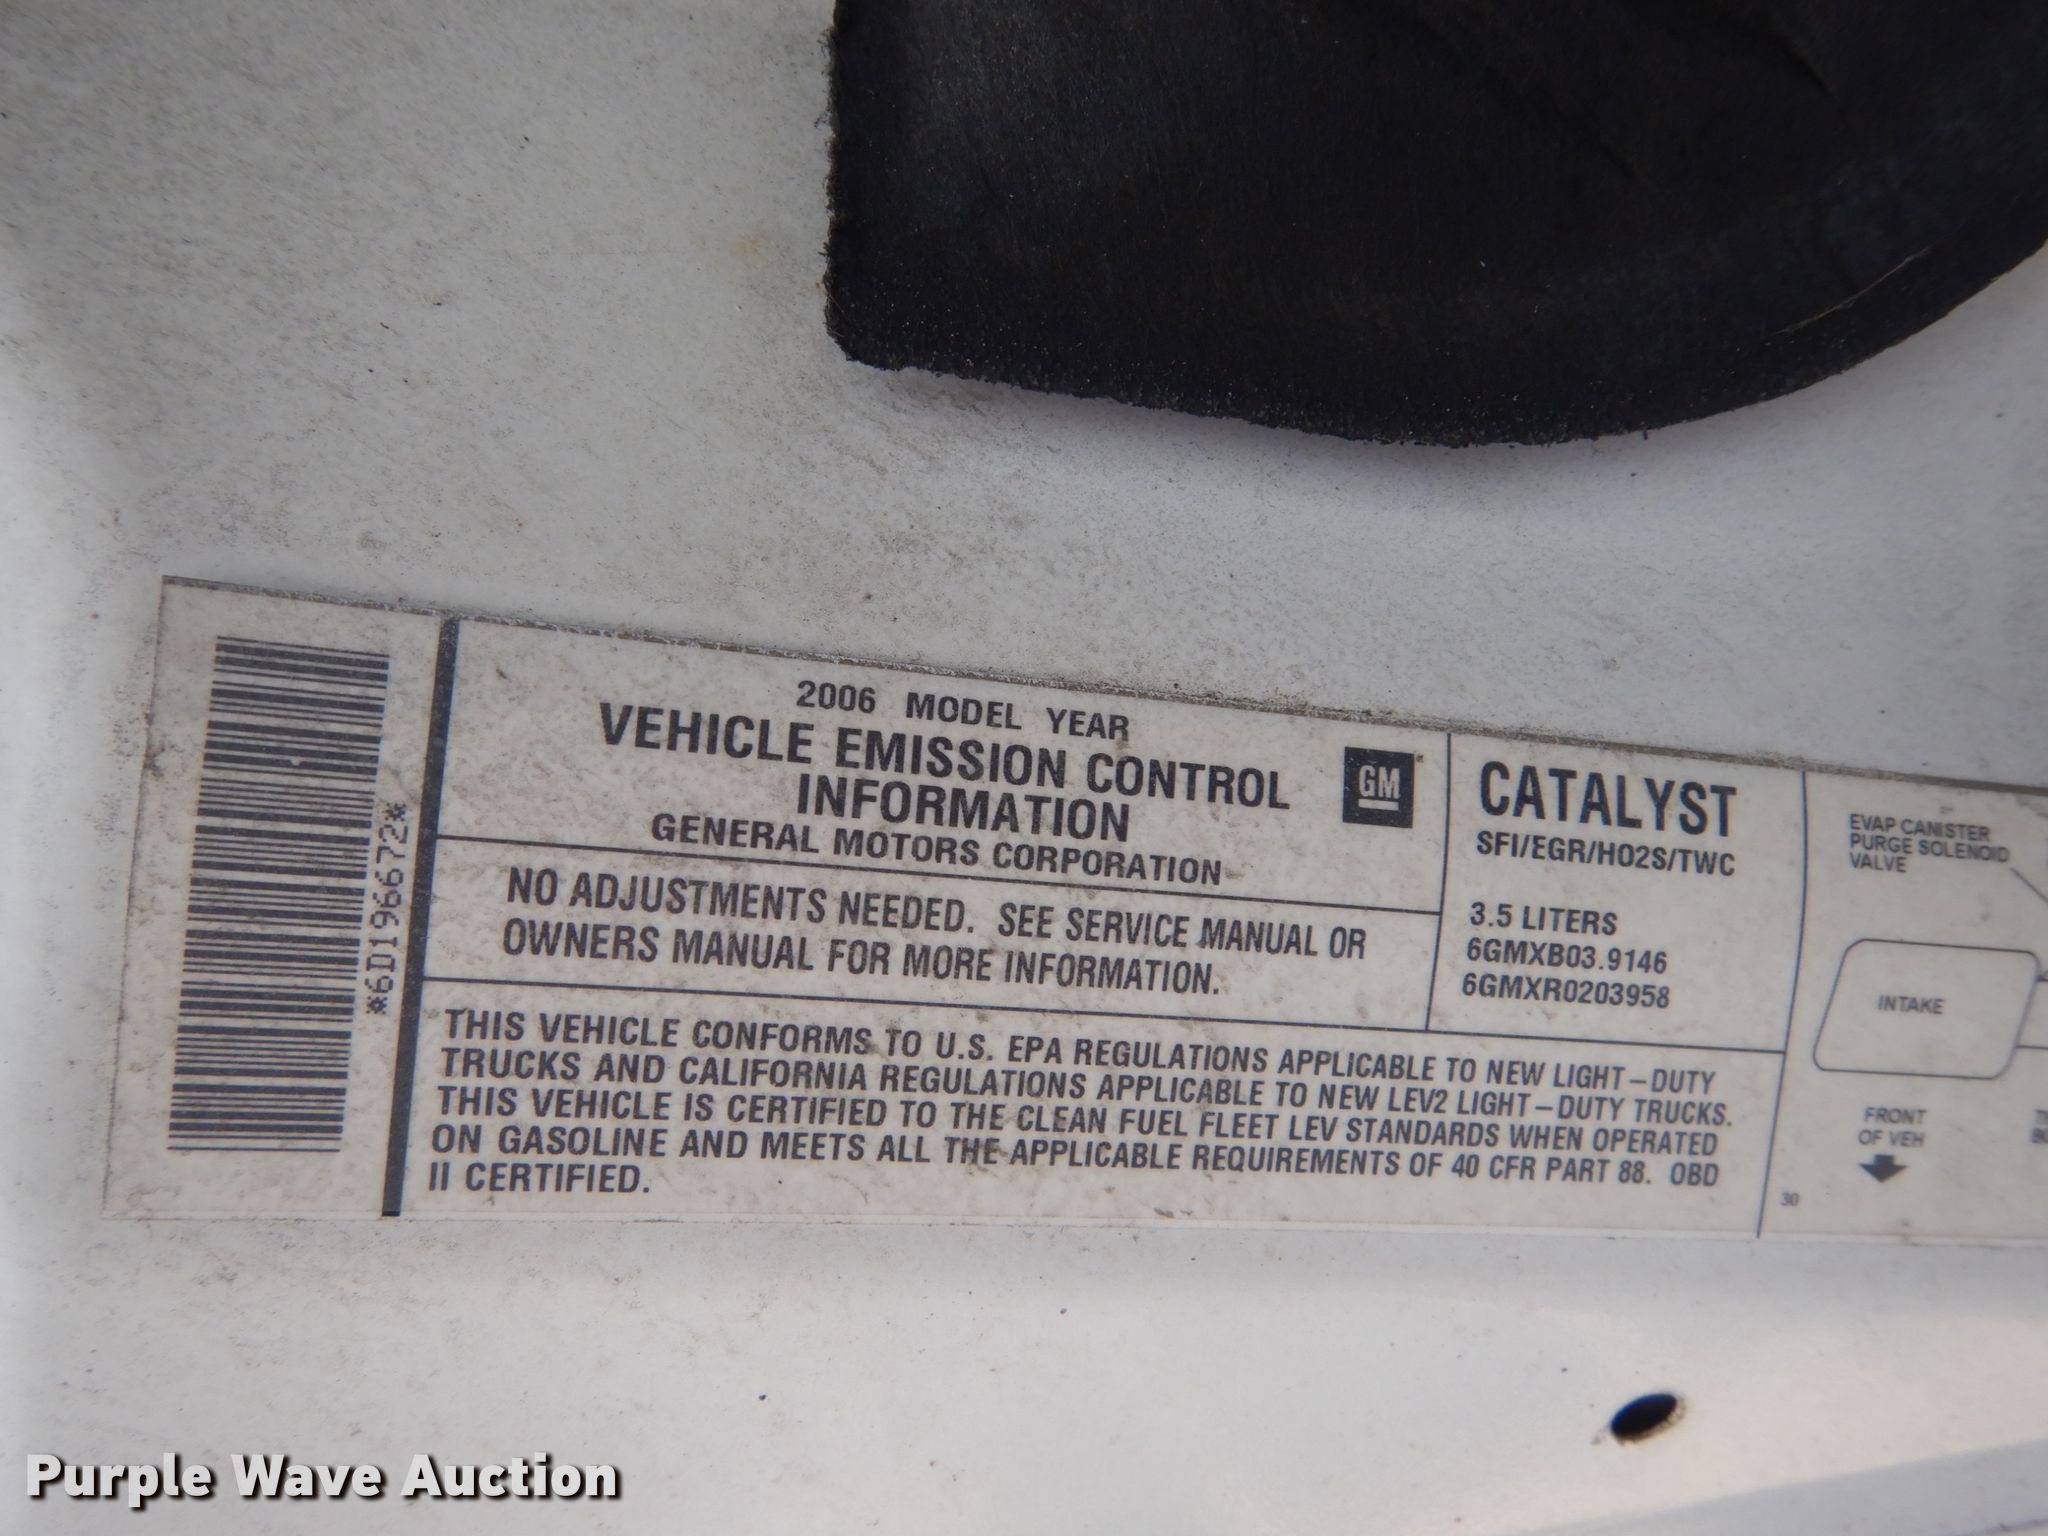 *6D196672*
2006 MODEL YEAR
VEHICLE EMISSION CONTROL
INFORMATION
GENERAL MOTORS CORPORATION
GM
NO ADJUSTMENTS NEEDED. SEE SERVICE MANUAL OR
OWNERS MANUAL FOR MORE INFORMATION.
CATALYST
SFI/EGR/HO2S/TWC
3.5 LITERS
6GMXB03.9146
6GMXR0203958
THIS VEHICLE CONFORMS TO U.S. EPA REGULATIONS APPLICABLE TO NEW LIGHT-DUTY
TRUCKS AND CALIFORNIA REGULATIONS APPLICABLE TO NEW LEV2 LIGHT-DUTY TRUCKS.
THIS VEHICLE IS CERTIFIED TO THE CLEAN FUEL FLEET LEV STANDARDS WHEN OPERATED
ON GASOLINE AND MEETS ALL THE APPLICABLE REQUIREMENTS OF 40 CFR PART 88. OBD
II CERTIFIED.
EVAP CANISTER
PURGE SOLENOID
VALVE
INTAKE
FRONT
OF VEH
30
Purple Wave Auction